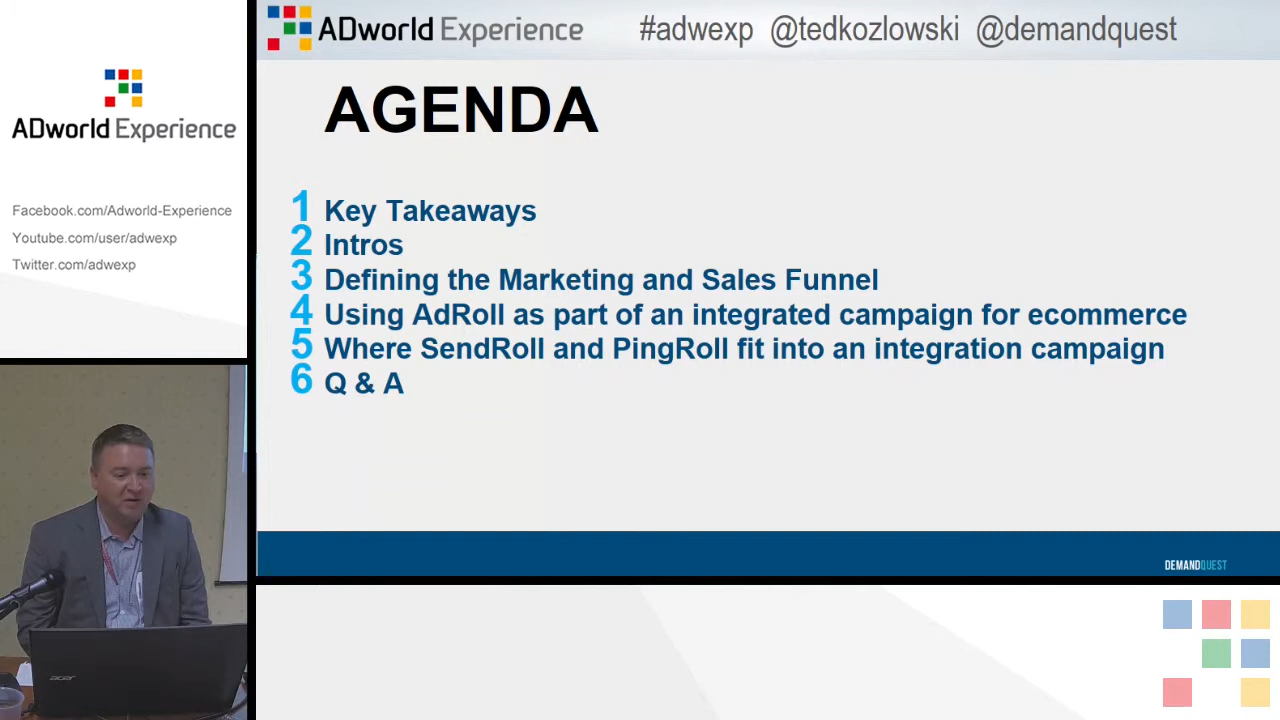 ADworld Experience
Facebook.com/Adworld-Experience
Youtube.com/user/adwexp
Twitter.com/adwexp
ADworld Experience #adwexp @tedkozlowski @demandquest
AGENDA
1 Key Takeaways
2 Intros
3 Defining the Marketing and Sales Funnel
4 Using AdRoll as part of an integrated campaign for ecommerce
5 Where SendRoll and PingRoll fit into an integration campaign
6 Q & A
DEMANDQUEST
acer